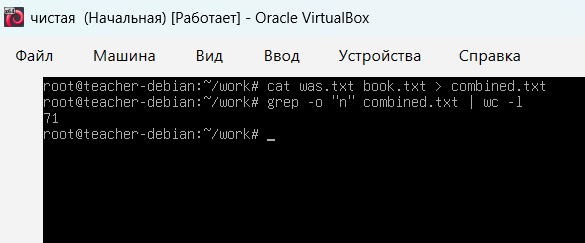 чистая (Начальная) [Работает] - Oracle VirtualBox
Файл Машина Вид Ввод Устройства Справка
root@teacher-debian:~/work# cat was.txt book.txt > combined.txt
root@teacher-debian:~/work# grep -o "n" combined.txt | wc -l
71
root@teacher-debian:~/work# _